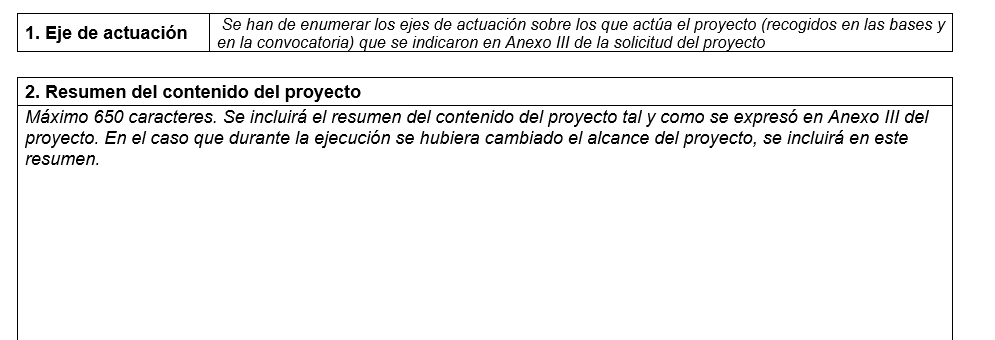 1. Eje de actuación
Se han de enumerar los ejes de actuación sobre los que actúa el proyecto (recogidos en las bases y
en la convocatoria) que se indicaron en Anexo III de la solicitud del proyecto
2. Resumen del contenido del proyecto
Máximo 650 caracteres. Se incluirá el resumen del contenido del proyecto tal y como se expresó en Anexo III del
proyecto. En el caso que durante la ejecución se hubiera cambiado el alcance del proyecto, se incluirá en este
resumen.